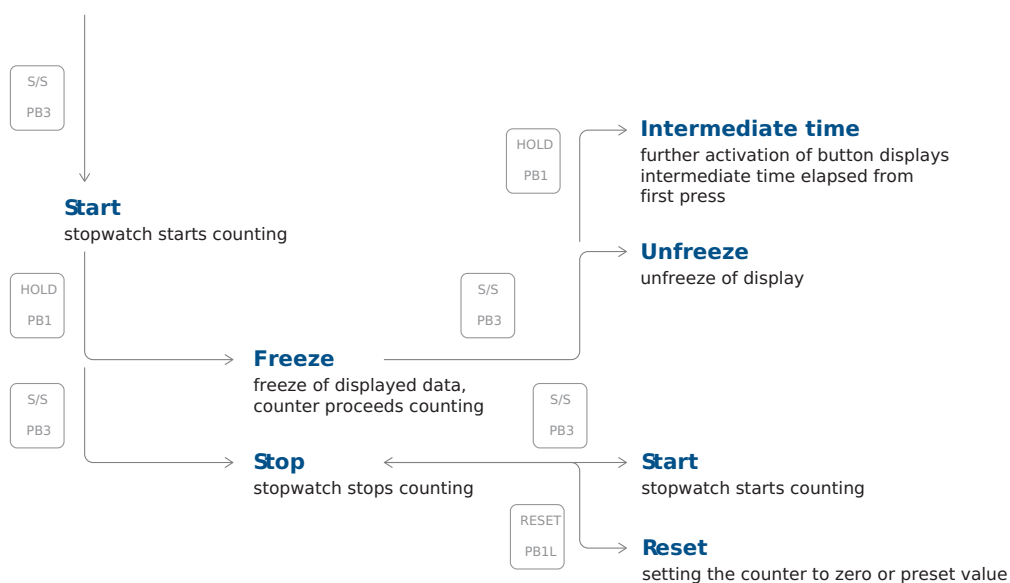 S/S
PB3
Start
stopwatch starts counting
HOLD
PB1
Intermediate time
further activation of button displays
intermediate time elapsed from
first press
Unfreeze
unfreeze of display
HOLD
PB1
S/S
PB3
Freeze
freeze of displayed data,
counter proceeds counting
S/S
PB3
S/S
PB3
Stop
stopwatch stops counting
Start
stopwatch starts counting
RESET
PB1L
Reset
setting the counter to zero or preset value